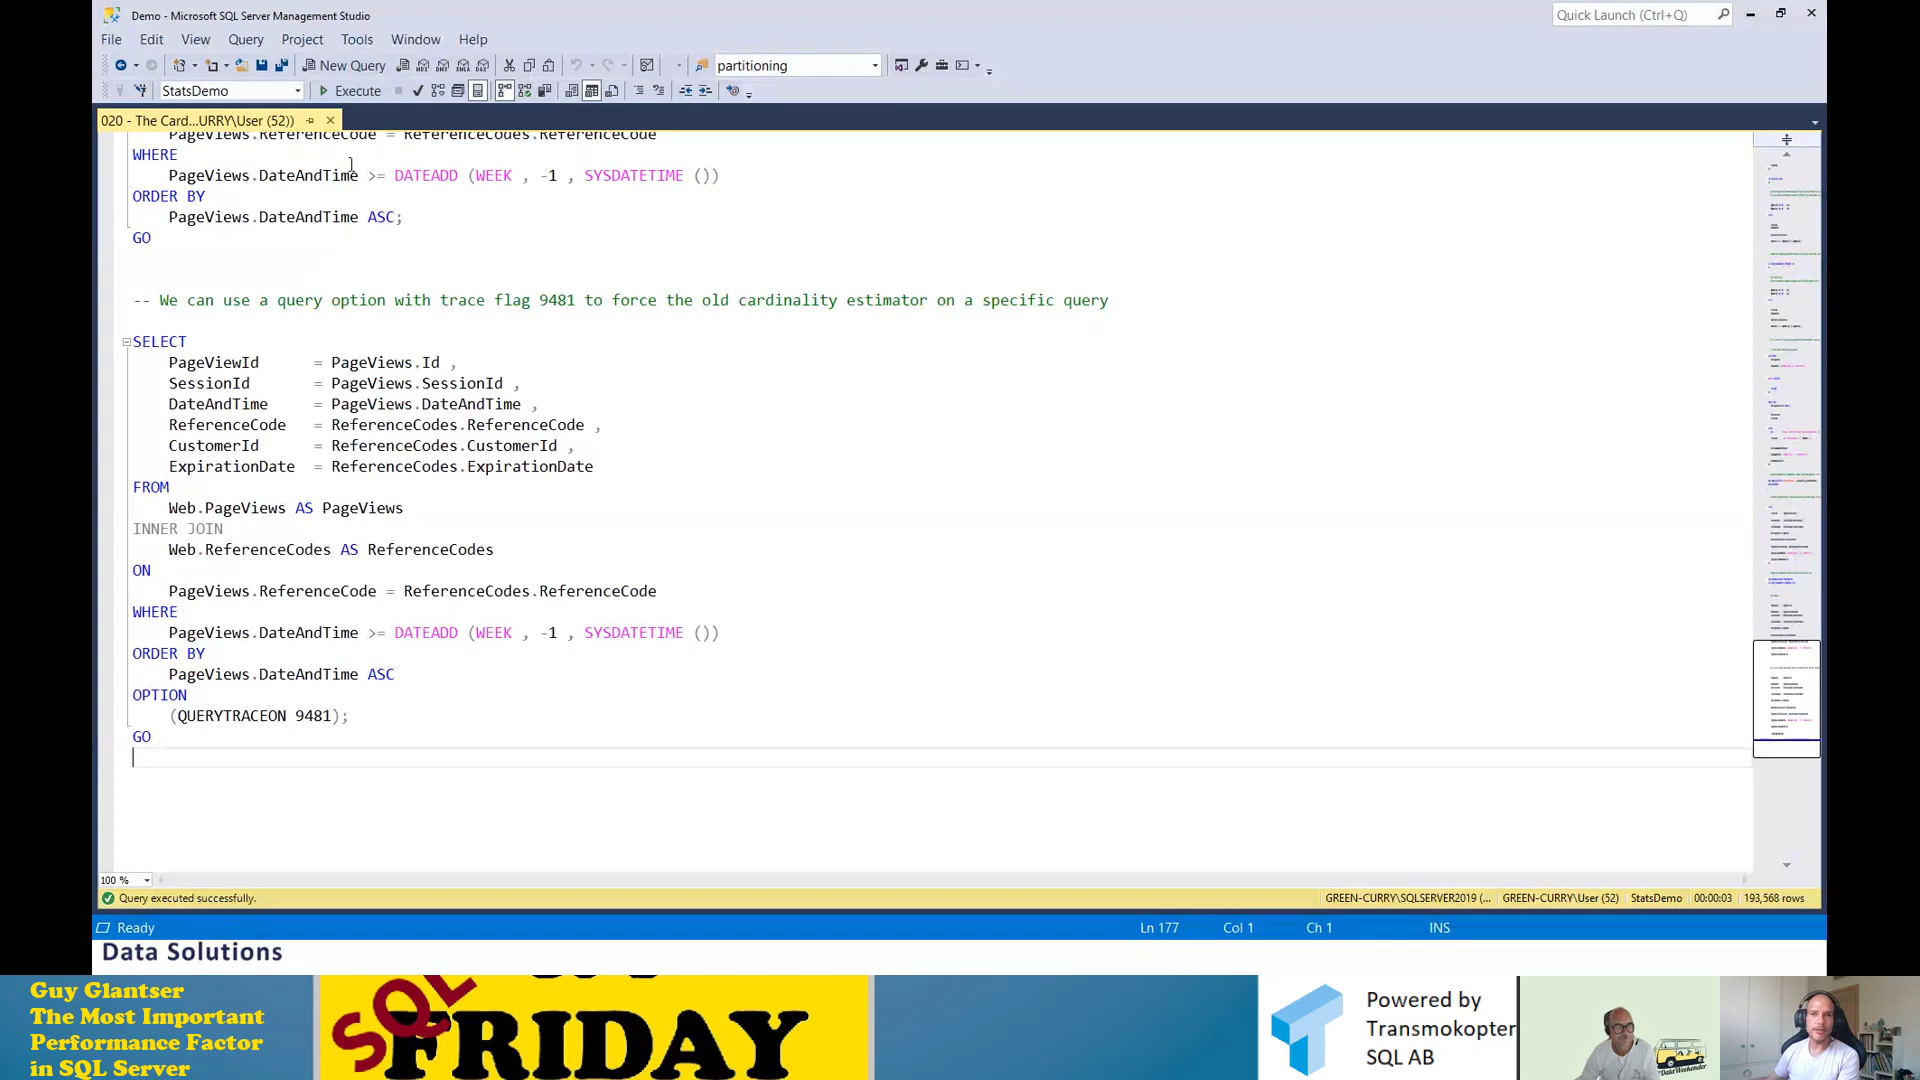 Demo - Microsoft SQL Server Management Studio
Quick Launch (Ctrl+Q)
File Edit View Query Project Tools Window Help
New Query partitioning
StatsDemo Execute
020 - The Card...URRY\User (52))
PageViews.ReferenceCode = ReferenceCodes.ReferenceCode
WHERE
PageViews.DateAndTime >= DATEADD (WEEK , -1 , SYSDATETIME ())
ORDER BY
PageViews.DateAndTime ASC;
GO
-- We can use a query option with trace flag 9481 to force the old cardinality estimator on a specific query
SELECT
PageViewId = PageViews.Id ,
SessionId = PageViews.SessionId ,
DateAndTime = PageViews.DateAndTime ,
ReferenceCode = ReferenceCodes.ReferenceCode ,
CustomerId = ReferenceCodes.CustomerId ,
ExpirationDate = ReferenceCodes.ExpirationDate
FROM
Web.PageViews AS PageViews
INNER JOIN
Web.ReferenceCodes AS ReferenceCodes
ON
PageViews.ReferenceCode = ReferenceCodes.ReferenceCode
WHERE
PageViews.DateAndTime >= DATEADD (WEEK , -1 , SYSDATETIME ())
ORDER BY
PageViews.DateAndTime ASC
OPTION
(QUERYTRACEON 9481);
GO
100 %
Query executed successfully. GREEN-CURRY\SQLSERVER2019 (... GREEN-CURRY\User (52) StatsDemo 00:00:03 193,568 rows
Ready Ln 177 Col 1 Ch 1 INS
Data Solutions
Guy Glantser
The Most Important
Performance Factor
in SQL Server
SQL
FRIDAY
Powered by
Transmokopter
SQL AB